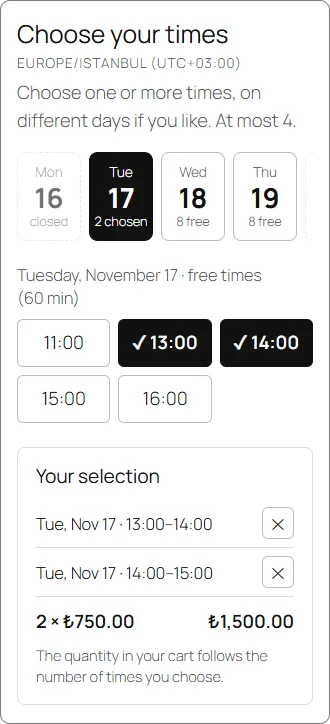 Choose your times
EUROPE/ISTANBUL (UTC+03:00)
Choose one or more times, on
different days if you like. At most 4.
Mon Tue Wed Thu
16 17 18 19
closed 2 chosen 8 free 8 free
Tuesday, November 17 · free times
(60 min)
11:00 ✓ 13:00 ✓ 14:00
15:00 16:00
Your selection
Tue, Nov 17 · 13:00–14:00 ×
Tue, Nov 17 · 14:00–15:00 ×
2 × ₺750.00 ₺1,500.00
The quantity in your cart follows the
number of times you choose.